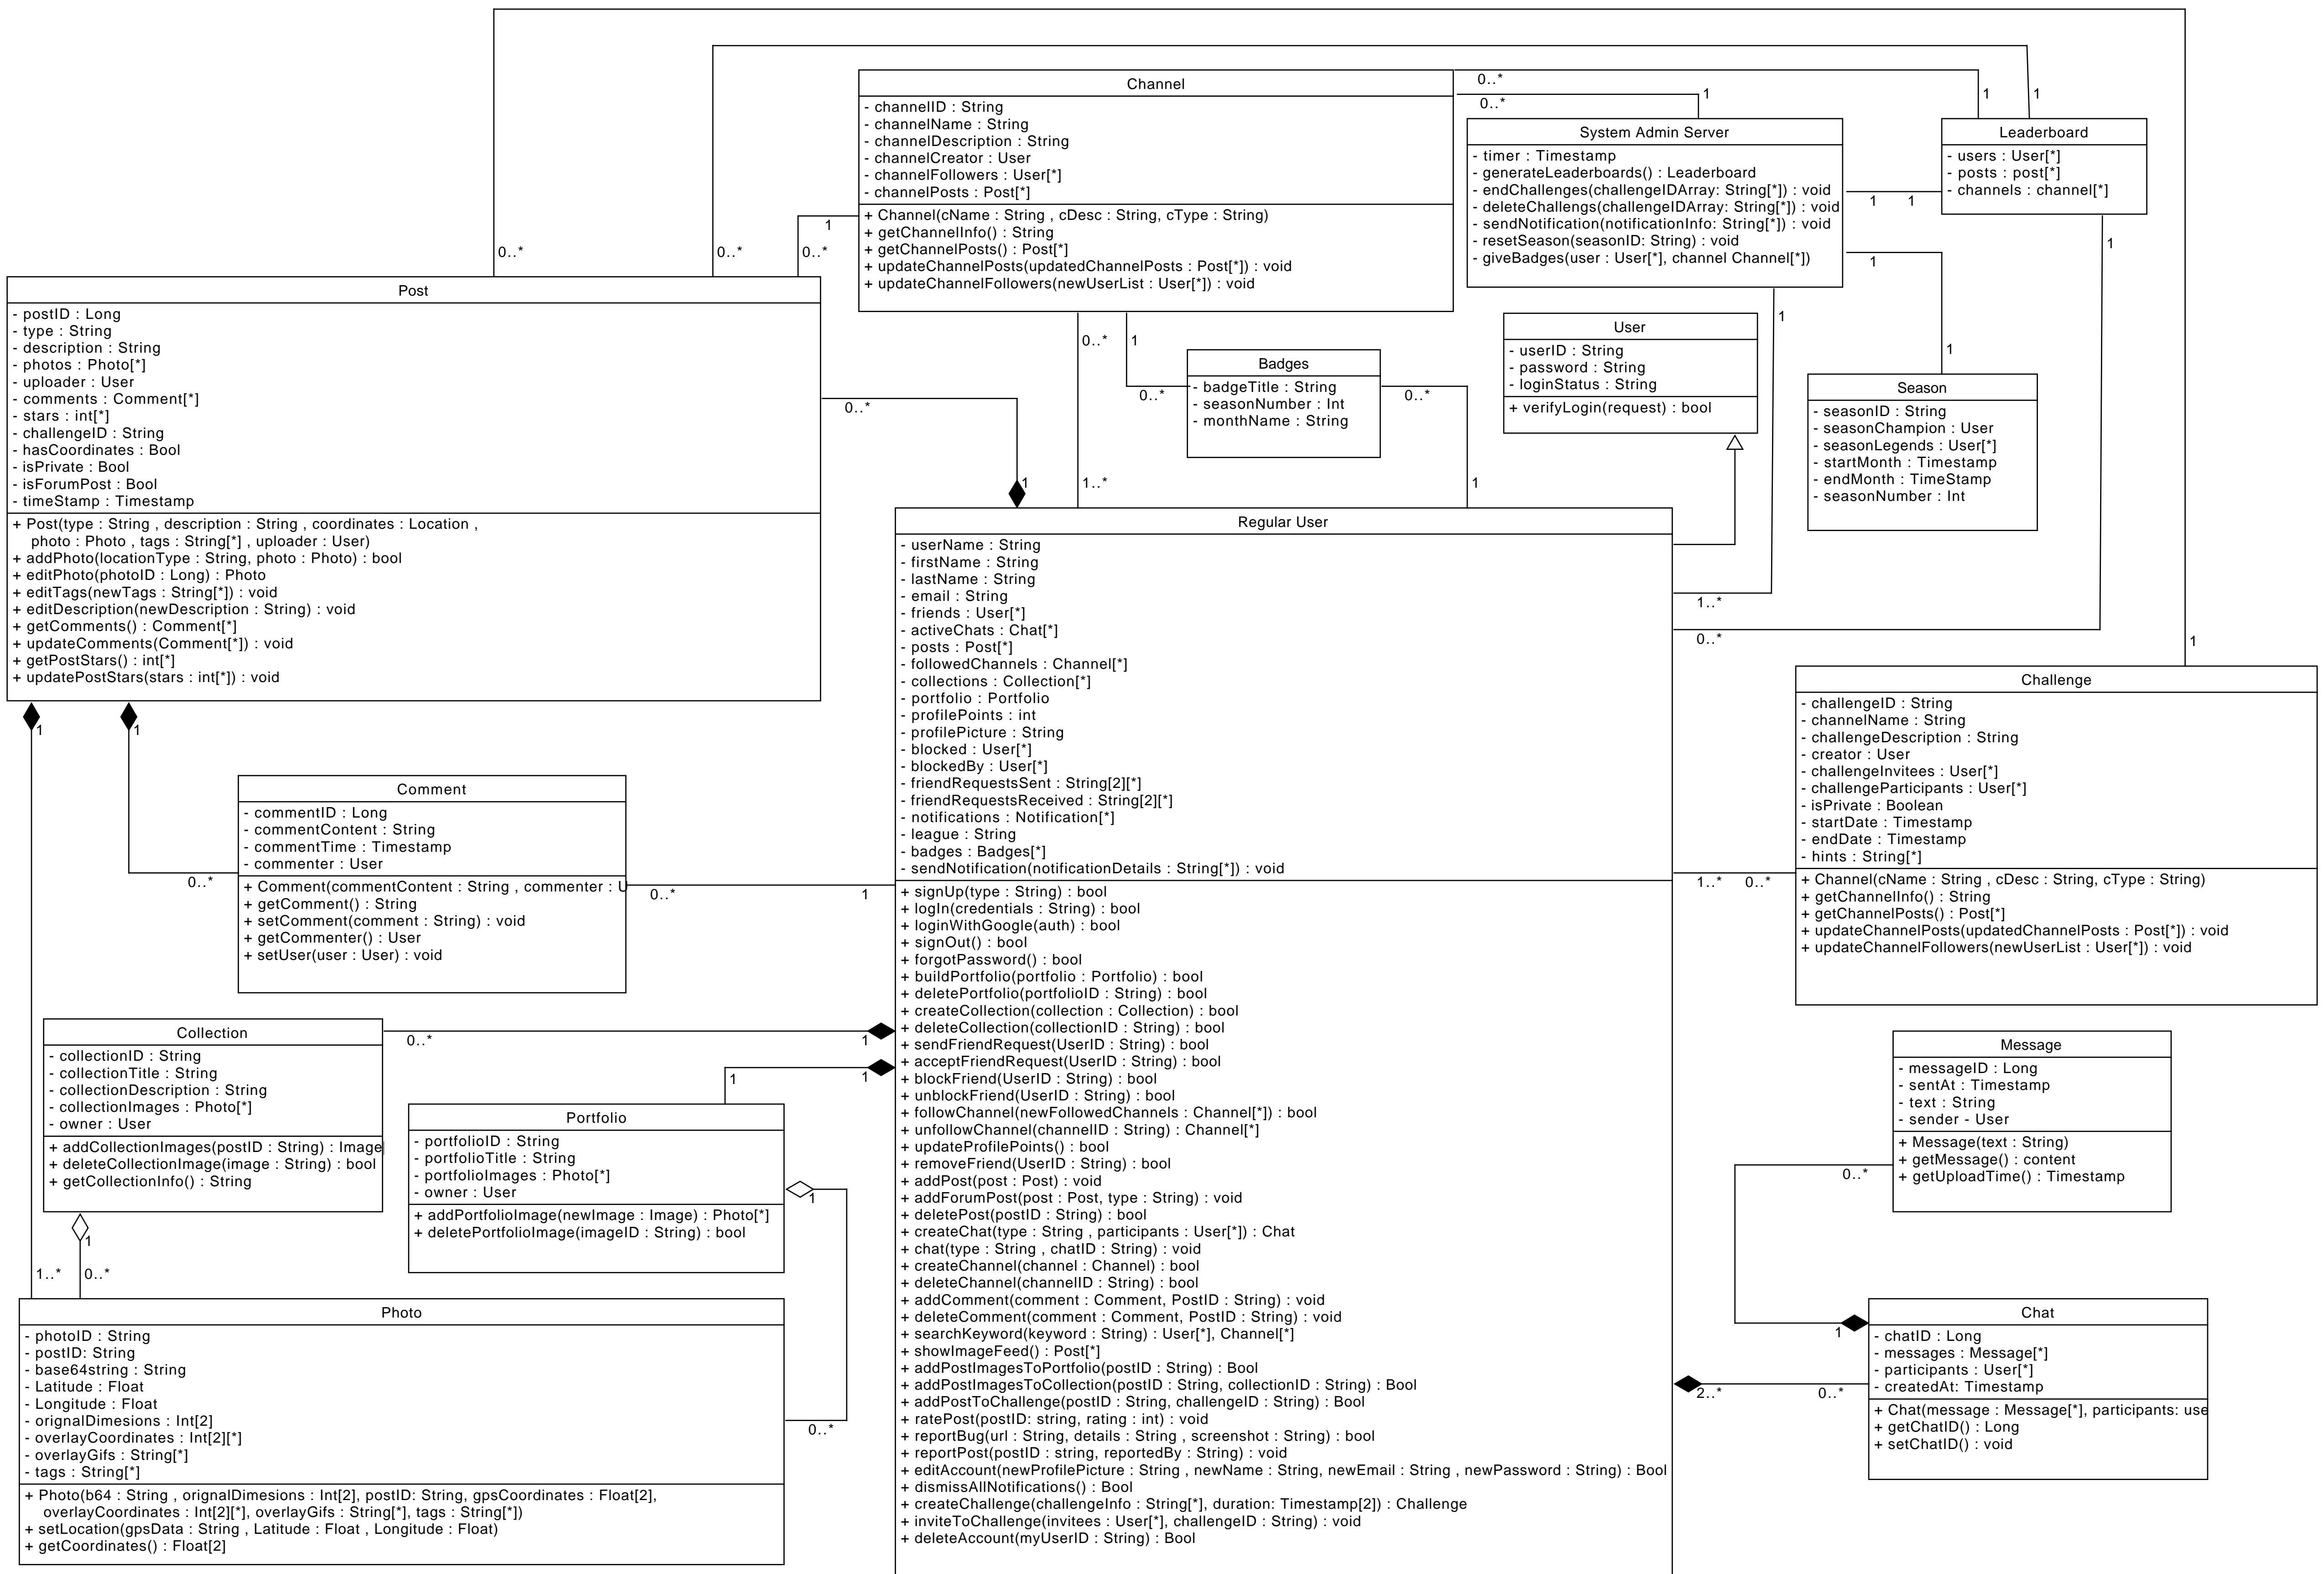 Channel
- channelID : String
- channelName : String
- channelDescription : String
- channelCreator : User
- channelFollowers : User[*]
- channelPosts : Post[*]
+ Channel(cName : String , cDesc : String, cType : String)
+ getChannelInfo() : String
+ getChannelPosts() : Post[*]
+ updateChannelPosts(updatedChannelPosts : Post[*]) : void
+ updateChannelFollowers(newUserList : User[*]) : void
0..*
0..*
1
1
1
System Admin Server
- timer : Timestamp
- generateLeaderboards() : Leaderboard
- endChallenges(challengeIDArray: String[*]) : void
- deleteChallengs(challengeIDArray: String[*]) : void
- sendNotification(notificationInfo: String[*]) : void
- resetSeason(seasonID: String) : void
- giveBadges(user : User[*], channel Channel[*])
Leaderboard
- users : User[*]
- posts : post[*]
- channels : channel[*]
1
1
1
1
1
0..*
0..*
0..*
1
Post
- postID : Long
- type : String
- description : String
- photos : Photo[*]
- uploader : User
- comments : Comment[*]
- stars : int[*]
- challengeID : String
- hasCoordinates : Bool
- isPrivate : Bool
- isForumPost : Bool
- timeStamp : Timestamp
+ Post(type : String , description : String , coordinates : Location ,
photo : Photo , tags : String[*] , uploader : User)
+ addPhoto(locationType : String, photo : Photo) : bool
+ editPhoto(photoID : Long) : Photo
+ editTags(newTags : String[*]) : void
+ editDescription(newDescription : String) : void
+ getComments() : Comment[*]
+ updateComments(Comment[*]) : void
+ getPostStars() : int[*]
+ updatePostStars(stars : int[*]) : void
0..*
1
0..*
1..*
1
0..*
Badges
- badgeTitle : String
- seasonNumber : Int
- monthName : String
0..*
1
User
- userID : String
- password : String
- loginStatus : String
+ verifyLogin(request) : bool
1
1..*
1
0..*
Season
- seasonID : String
- seasonChampion : User
- seasonLegends : User[*]
- startMonth : Timestamp
- endMonth : TimeStamp
- seasonNumber : Int
Regular User
- userName : String
- firstName : String
- lastName : String
- email : String
- friends : User[*]
- activeChats : Chat[*]
- posts : Post[*]
- followedChannels : Channel[*]
- collections : Collection[*]
- portfolio : Portfolio
- profilePoints : int
- profilePicture : String
- blocked : User[*]
- blockedBy : User[*]
- friendRequestsSent : String[2][*]
- friendRequestsReceived : String[2][*]
- notifications : Notification[*]
- league : String
- badges : Badges[*]
- sendNotification(notificationDetails : String[*]) : void
+ signUp(type : String) : bool
+ logIn(credentials : String) : bool
+ loginWithGoogle(auth) : bool
+ signOut() : bool
+ forgotPassword() : bool
+ buildPortfolio(portfolio : Portfolio) : bool
+ deletePortfolio(portfolioID : String) : bool
+ createCollection(collection : Collection) : bool
+ deleteCollection(collectionID : String) : bool
+ sendFriendRequest(UserID : String) : bool
+ acceptFriendRequest(UserID : String) : bool
+ blockFriend(UserID : String) : bool
+ unblockFriend(UserID : String) : bool
+ followChannel(newFollowedChannels : Channel[*]) : bool
+ unfollowChannel(channelID : String) : Channel[*]
+ updateProfilePoints() : bool
+ removeFriend(UserID : String) : bool
+ addPost(post : Post) : void
+ addForumPost(post : Post, type : String) : void
+ deletePost(postID : String) : bool
+ createChat(type : String , participants : User[*]) : Chat
+ chat(type : String , chatID : String) : void
+ createChannel(channel : Channel) : bool
+ deleteChannel(channelID : String) : bool
+ addComment(comment : Comment, PostID : String) : void
+ deleteComment(comment : Comment, PostID : String) : void
+ searchKeyword(keyword : String) : User[*], Channel[*]
+ showImageFeed() : Post[*]
+ addPostImagesToPortfolio(postID : String) : Bool
+ addPostImagesToCollection(postID : String, collectionID : String) : Bool
+ addPostToChallenge(postID : String, challengeID : String) : Bool
+ ratePost(postID: string, rating : int) : void
+ reportBug(url : String, details : String , screenshot : String) : bool
+ reportPost(postID : string, reportedBy : String) : void
+ editAccount(newProfilePicture : String , newName : String, newEmail : String , newPassword : String) : Bool
+ dismissAllNotifications() : Bool
+ createChallenge(challengeInfo : String[*], duration: Timestamp[2]) : Challenge
+ inviteToChallenge(invitees : User[*], challengeID : String) : void
+ deleteAccount(myUserID : String) : Bool
1
Challenge
- challengeID : String
- channelName : String
- challengeDescription : String
- creator : User
- challengeInvitees : User[*]
- challengeParticipants : User[*]
- isPrivate : Boolean
- startDate : Timestamp
- endDate : Timestamp
- hints : String[*]
+ Channel(cName : String , cDesc : String, cType : String)
+ getChannelInfo() : String
+ getChannelPosts() : Post[*]
+ updateChannelPosts(updatedChannelPosts : Post[*]) : void
+ updateChannelFollowers(newUserList : User[*]) : void
1..*
0..*
1
1
0..*
Comment
- commentID : Long
- commentContent : String
- commentTime : Timestamp
- commenter : User
+ Comment(commentContent : String , commenter : U
+ getComment() : String
+ setComment(comment : String) : void
+ getCommenter() : User
+ setUser(user : User) : void
0..*
1
Collection
- collectionID : String
- collectionTitle : String
- collectionDescription : String
- collectionImages : Photo[*]
- owner : User
+ addCollectionImages(postID : String) : Image
+ deleteCollectionImage(image : String) : bool
+ getCollectionInfo() : String
0..*
1
1
1
Portfolio
- portfolioID : String
- portfolioTitle : String
- portfolioImages : Photo[*]
- owner : User
+ addPortfolioImage(newImage : Image) : Photo[*]
+ deletePortfolioImage(imageID : String) : bool
1
0..*
1
1..*
0..*
Photo
- photoID : String
- postID: String
- base64string : String
- Latitude : Float
- Longitude : Float
- orignalDimesions : Int[2]
- overlayCoordinates : Int[2][*]
- overlayGifs : String[*]
- tags : String[*]
+ Photo(b64 : String , orignalDimesions : Int[2], postID: String, gpsCoordinates : Float[2],
overlayCoordinates : Int[2][*], overlayGifs : String[*], tags : String[*])
+ setLocation(gpsData : String , Latitude : Float , Longitude : Float)
+ getCoordinates() : Float[2]
Message
- messageID : Long
- sentAt : Timestamp
- text : String
- sender - User
+ Message(text : String)
+ getMessage() : content
+ getUploadTime() : Timestamp
0..*
1
Chat
- chatID : Long
- messages : Message[*]
- participants : User[*]
- createdAt: Timestamp
+ Chat(message : Message[*], participants: use
+ getChatID() : Long
+ setChatID() : void
2..*
0..*